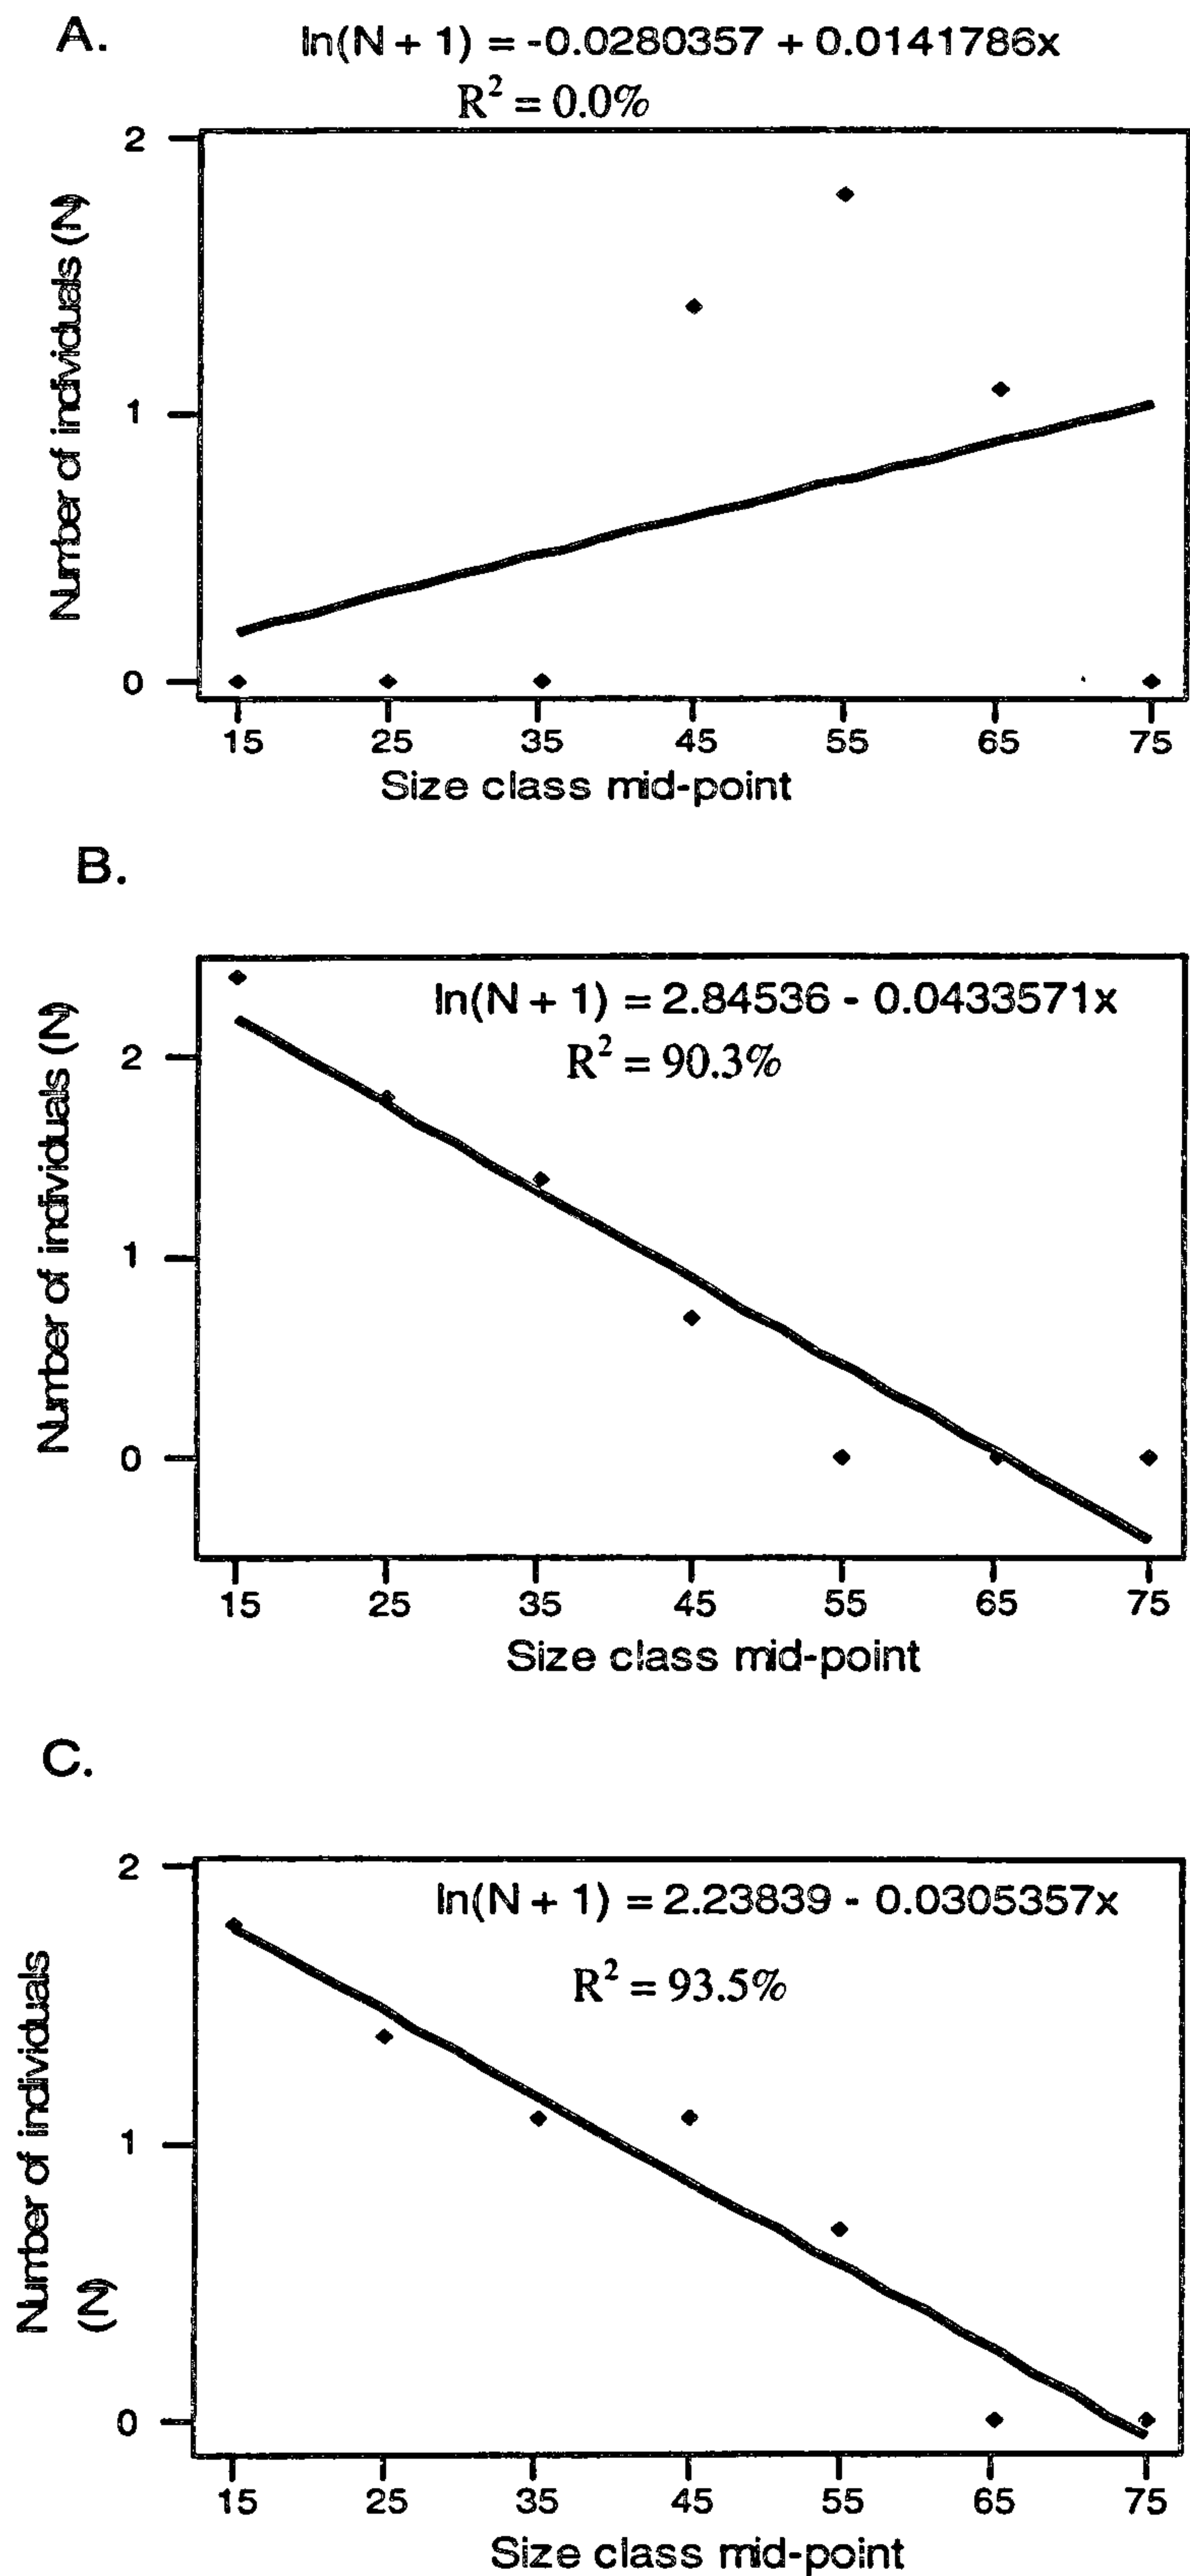 A.
ln(N + 1) = -0.0280357 + 0.0141786x
R² = 0.0%
Number of individuals (N)
2
1
0
15 25 35 45 55 65 75
Size class mid-point
B.
ln(N + 1) = 2.84536 - 0.0433571x
R² = 90.3%
Number of individuals (N)
2
1
0
15 25 35 45 55 65 75
Size class mid-point
C.
ln(N + 1) = 2.23839 - 0.0305357x
R² = 93.5%
Number of individuals
(N)
2
1
0
15 25 35 45 55 65 75
Size class mid-point